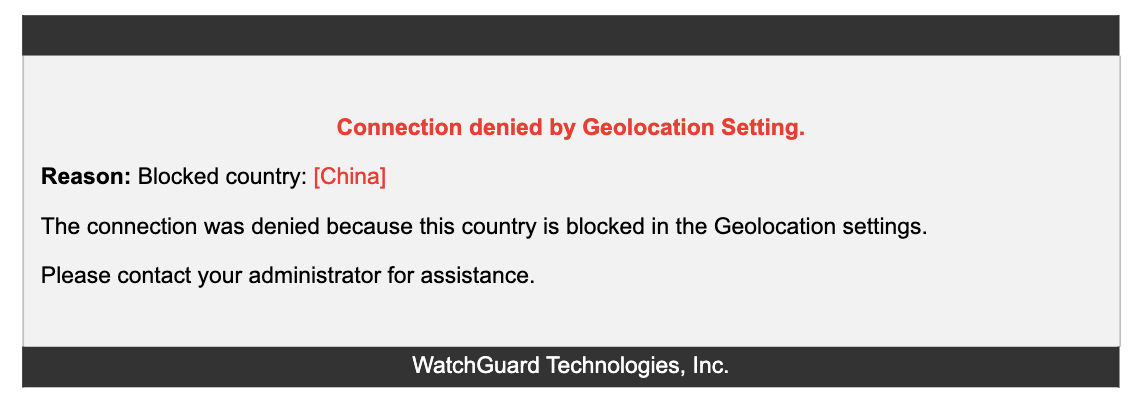 Connection denied by Geolocation Setting.
Reason: Blocked country: [China]
The connection was denied because this country is blocked in the Geolocation settings.
Please contact your administrator for assistance.
WatchGuard Technologies, Inc.